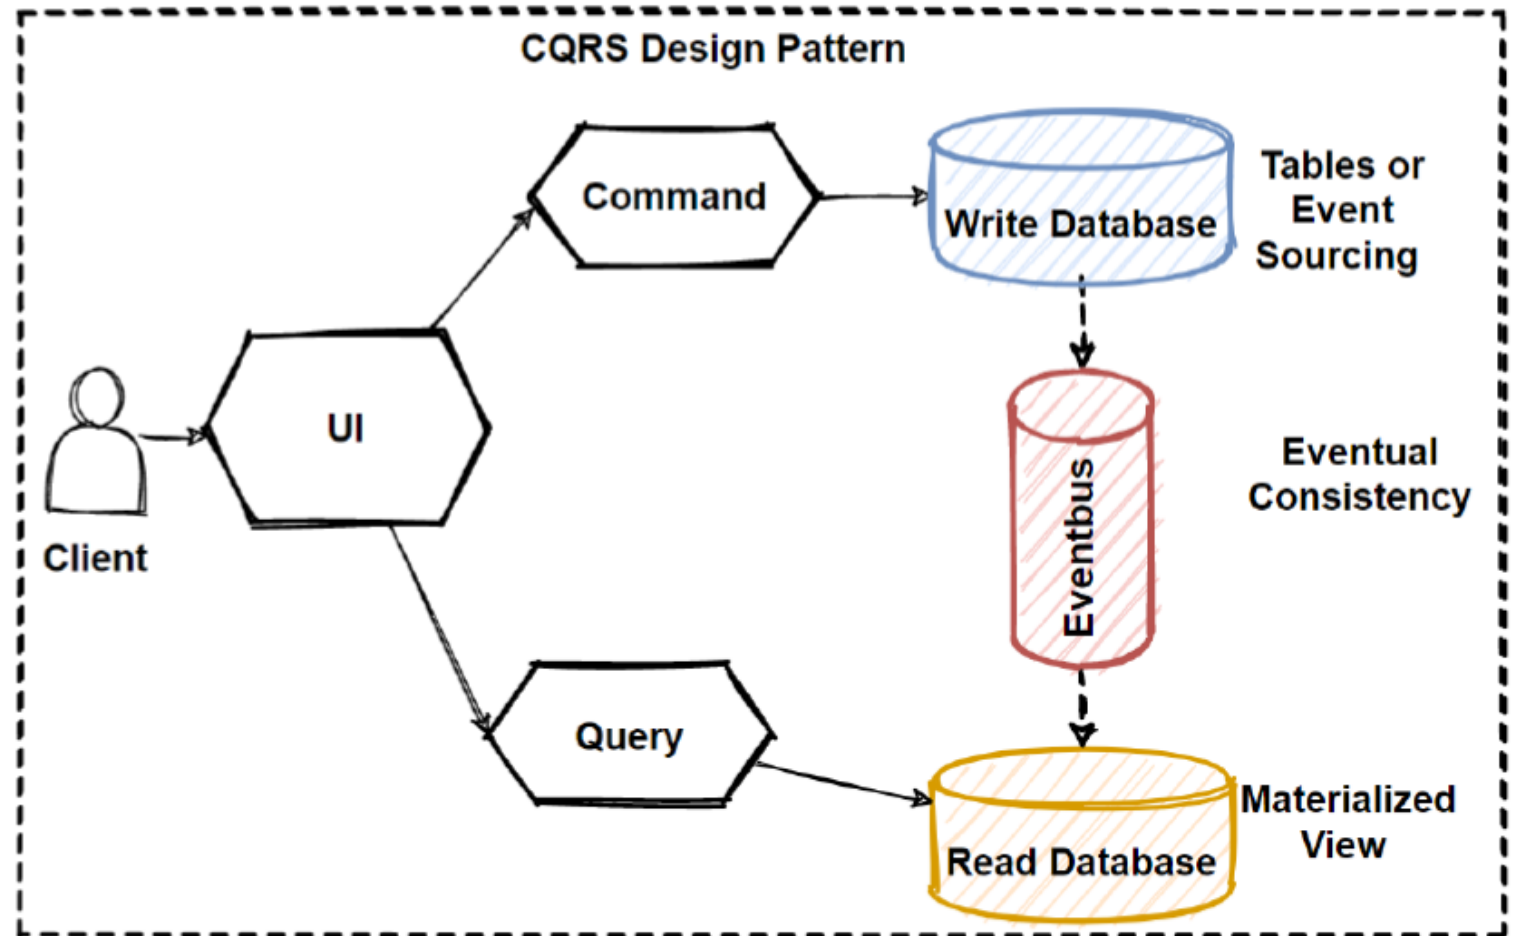 CQRS Design Pattern
Command
Write Database
Tables or
Event
Sourcing
UI
Client
Eventbus
Eventual
Consistency
Query
Read Database
Materialized
View